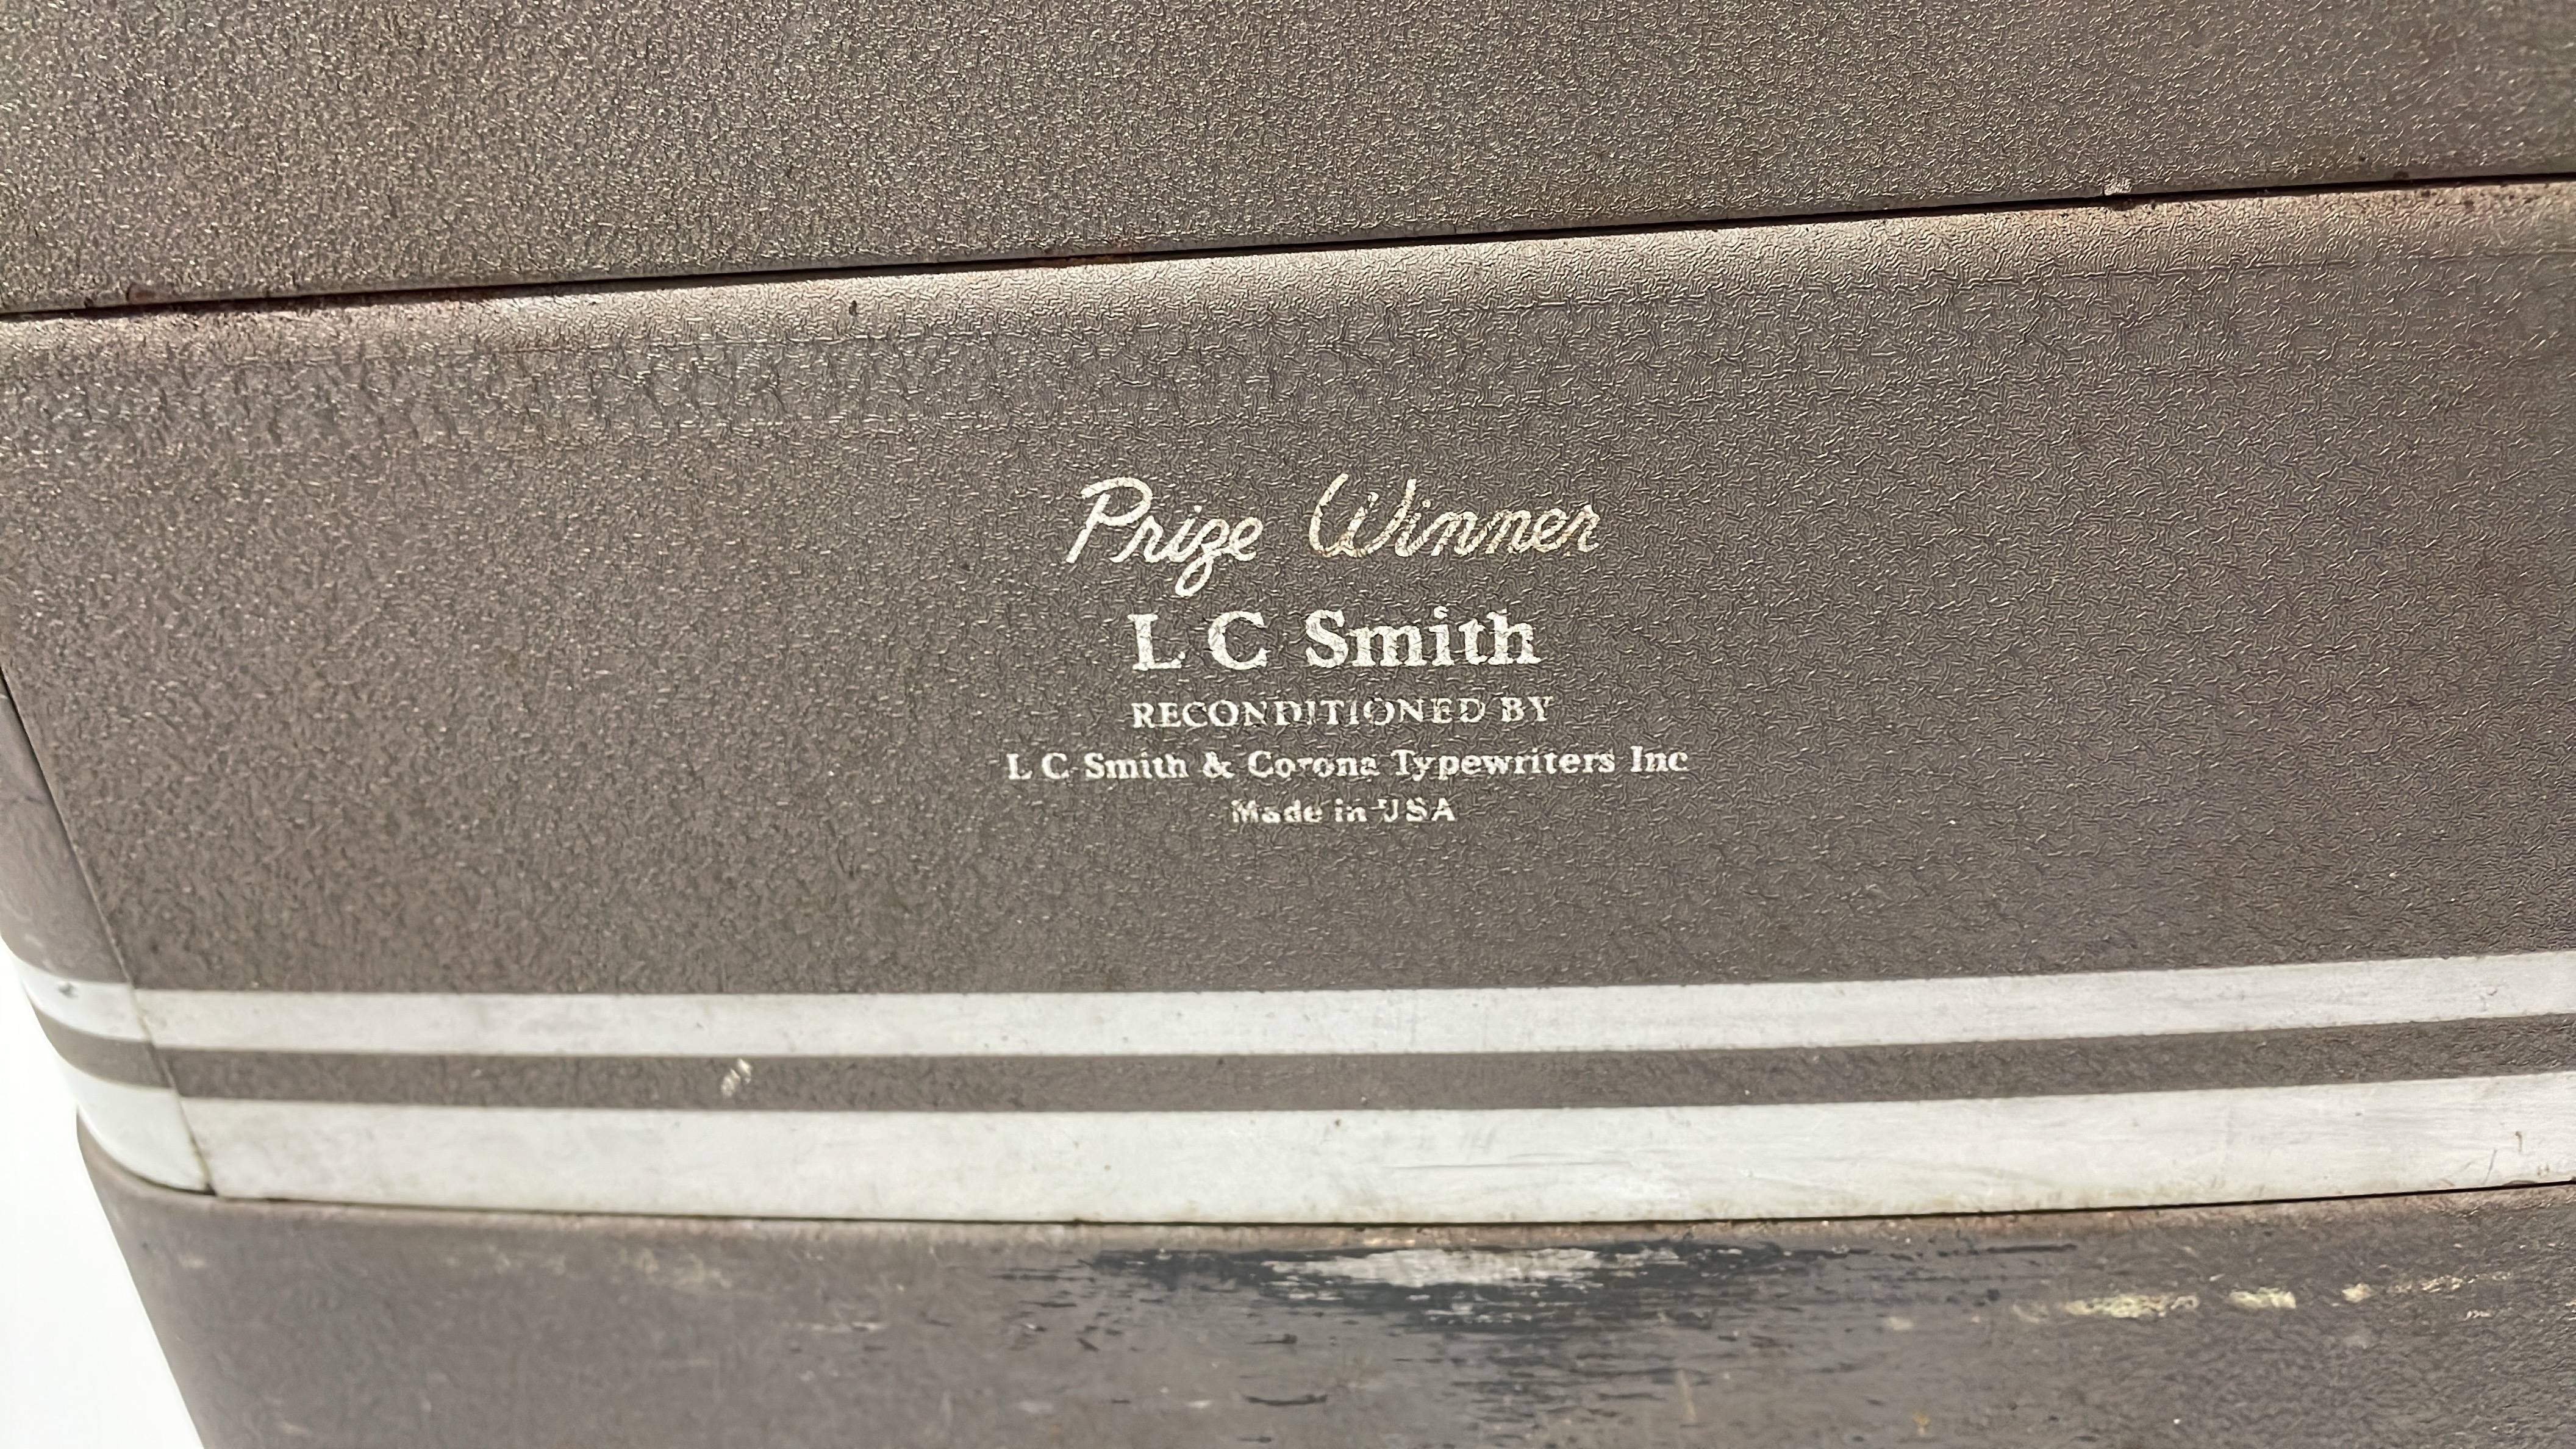 Prize Winner
L C Smith
RECONDITIONED BY
L C Smith & Corona Typewriters Inc
Made in USA